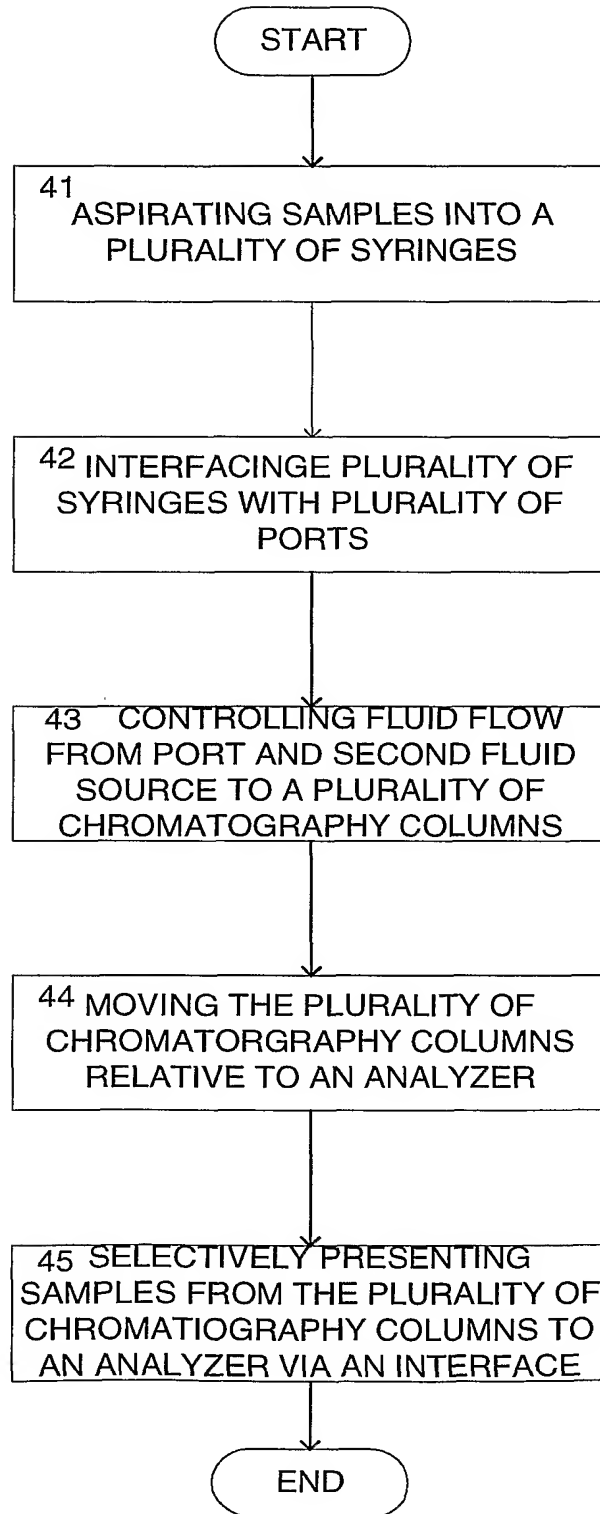 START
41
ASPIRATING SAMPLES INTO A
PLURALITY OF SYRINGES
42 INTERFACINGE PLURALITY OF
SYRINGES WITH PLURALITY OF
PORTS
43 CONTROLLING FLUID FLOW
FROM PORT AND SECOND FLUID
SOURCE TO A PLURALITY OF
CHROMATOGRAPHY COLUMNS
44 MOVING THE PLURALITY OF
CHROMATORGRAPHY COLUMNS
RELATIVE TO AN ANALYZER
45 SELECTIVELY PRESENTING
SAMPLES FROM THE PLURALITY OF
CHROMATIOGRAPHY COLUMNS TO
AN ANALYZER VIA AN INTERFACE
END